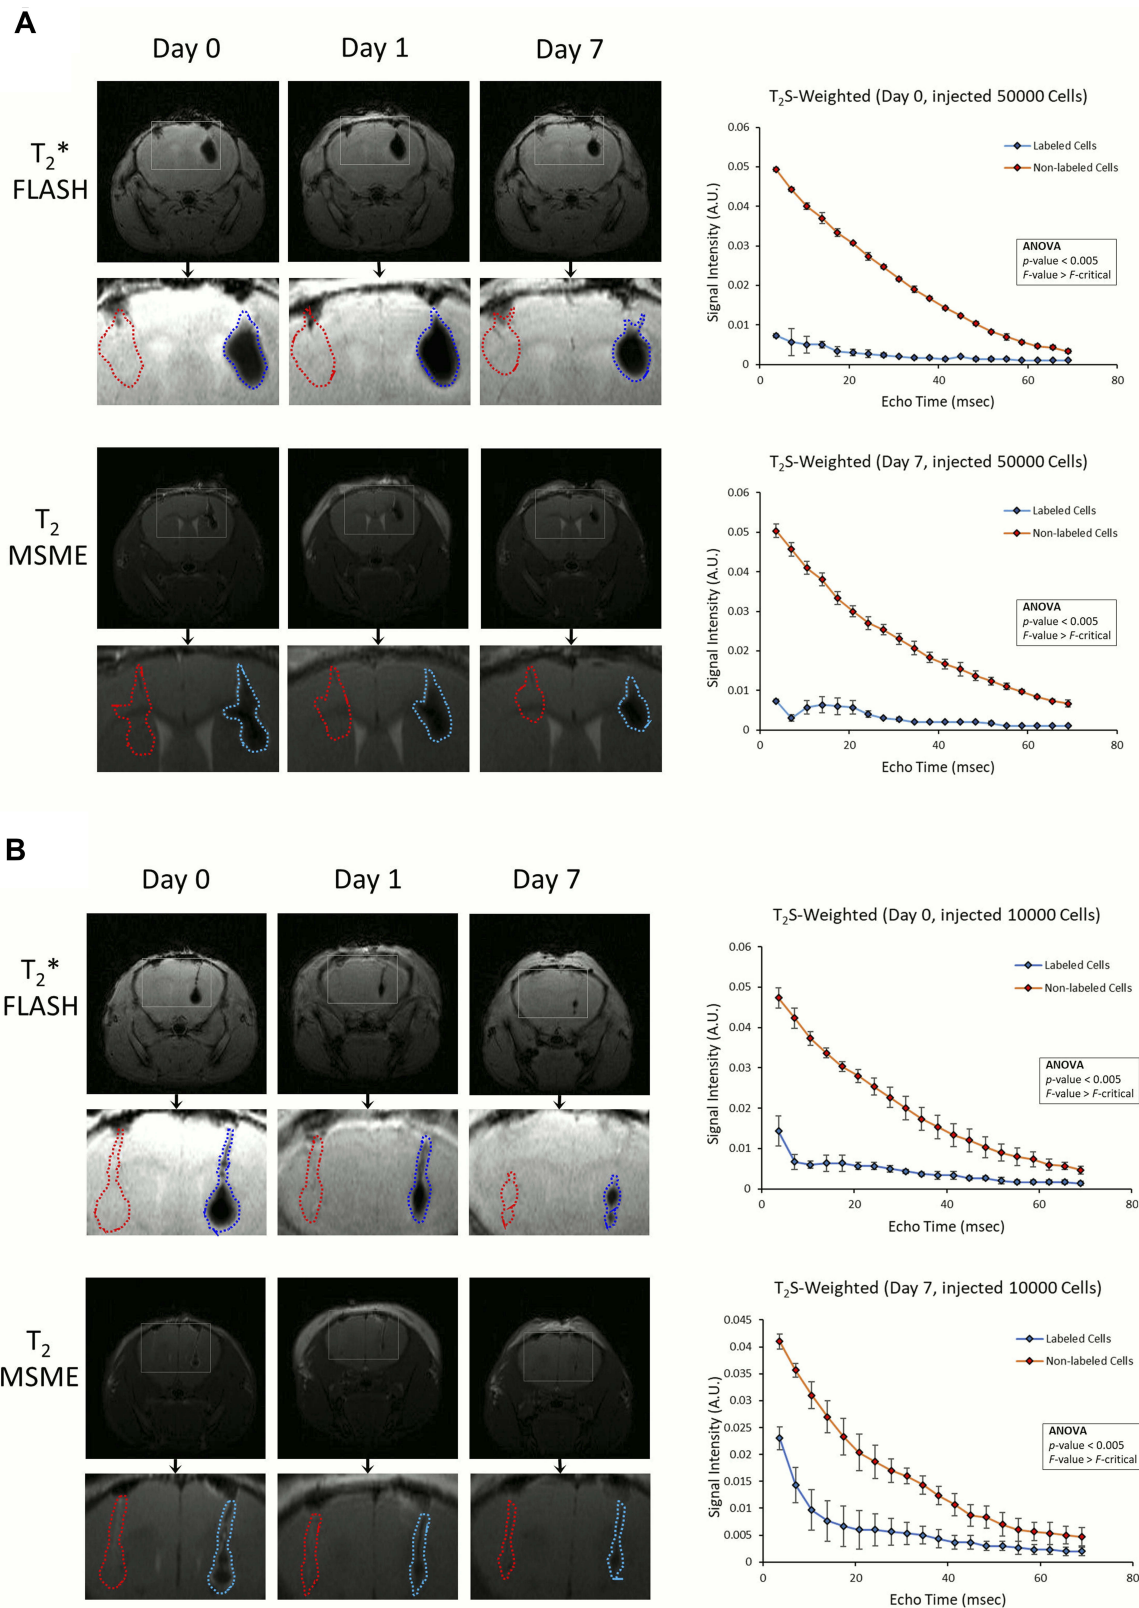 A
Day 0
Day 1
Day 7
T2*
FLASH
T2
MSME
T2S-Weighted (Day 0, injected 50000 Cells)
Signal Intensity (A.U.)
0.06
0.05
0.04
0.03
0.02
0.01
0
0
20
40
60
80
Echo Time (msec)
Labeled Cells
Non-labeled Cells
ANOVA
p-value < 0.005
F-value > F-critical
T2S-Weighted (Day 7, injected 50000 Cells)
Signal Intensity (A.U.)
0.06
0.05
0.04
0.03
0.02
0.01
0
0
20
40
60
80
Echo Time (msec)
Labeled Cells
Non-labeled Cells
ANOVA
p-value < 0.005
F-value > F-critical
B
Day 0
Day 1
Day 7
T2*
FLASH
T2
MSME
T2S-Weighted (Day 0, injected 10000 Cells)
Signal Intensity (A.U.)
0.06
0.05
0.04
0.03
0.02
0.01
0
0
20
40
60
80
Echo Time (msec)
Labeled Cells
Non-labeled Cells
ANOVA
p-value < 0.005
F-value > F-critical
T2S-Weighted (Day 7, injected 10000 Cells)
Signal Intensity (A.U.)
0.045
0.04
0.035
0.03
0.025
0.02
0.015
0.01
0.005
0
0
20
40
60
80
Echo Time (msec)
Labeled Cells
Non-labeled Cells
ANOVA
p-value < 0.005
F-value > F-critical